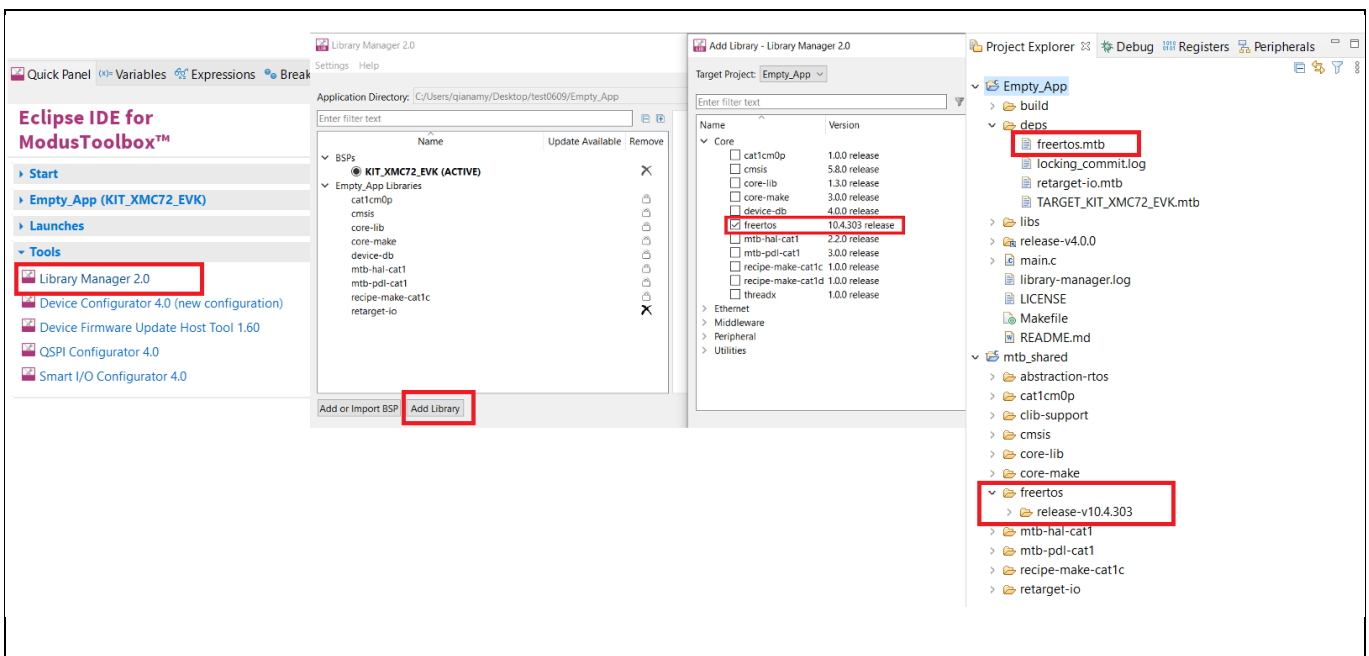 Quick Panel (x)= Variables Expressions Break
Eclipse IDE for
ModusToolbox™
Start
Empty_App (KIT_XMC72_EVK)
Launches
Tools
Library Manager 2.0
Device Configurator 4.0 (new configuration)
Device Firmware Update Host Tool 1.60
QSPI Configurator 4.0
Smart I/O Configurator 4.0
Library Manager 2.0
Settings Help
Application Directory: C:/Users/qianamy/Desktop/test0609/Empty_App
Enter filter text
Name Update Available Remove
BSPs
KIT_XMC72_EVK (ACTIVE)
Empty_App Libraries
cat1cm0p
cmsis
core-lib
core-make
device-db
mtb-hal-cat1
mtb-pdl-cat1
recipe-make-cat1c
retarget-io
Add or Import BSP Add Library
Add Library - Library Manager 2.0
Target Project: Empty_App
Enter filter text
Name Version
Core
cat1cm0p 1.0.0 release
cmsis 5.8.0 release
core-lib 1.3.0 release
core-make 3.0.0 release
device-db 4.0.0 release
freertos 10.4.303 release
mtb-hal-cat1 2.2.0 release
mtb-pdl-cat1 3.0.0 release
recipe-make-cat1c 1.0.0 release
recipe-make-cat1d 1.0.0 release
threadx 1.0.0 release
Ethernet
Middleware
Peripheral
Utilities
Project Explorer Debug 1010 0101 Registers Peripherals
Empty_App
build
deps
freertos.mtb
locking_commit.log
retarget-io.mtb
TARGET_KIT_XMC72_EVK.mtb
libs
release-v4.0.0
main.c
library-manager.log
LICENSE
Makefile
README.md
mtb_shared
abstraction-rtos
cat1cm0p
clib-support
cmsis
core-lib
core-make
freertos
release-v10.4.303
mtb-hal-cat1
mtb-pdl-cat1
recipe-make-cat1c
retarget-io